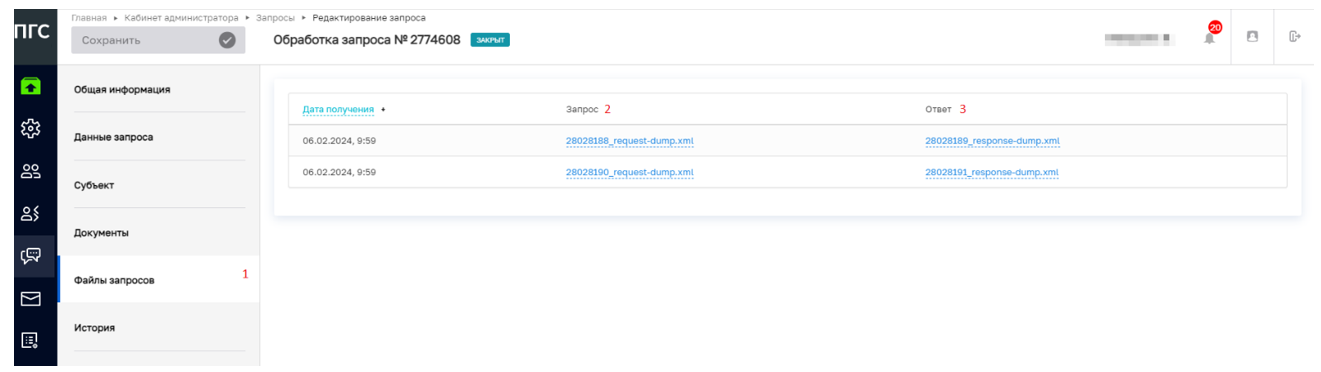 ПГС
Главная ▸ Кабинет администратора ▸ Запросы ▸ Редактирование запроса
Сохранить
Обработка запроса № 2774608 ЗАКРЫТ
20
Общая информация
Данные запроса
Субъект
Документы
Файлы запросов 1
История
Дата получения Запрос 2 Ответ 3
06.02.2024, 9:59 28028188_request-dump.xml 28028189_response-dump.xml
06.02.2024, 9:59 28028190_request-dump.xml 28028191_response-dump.xml